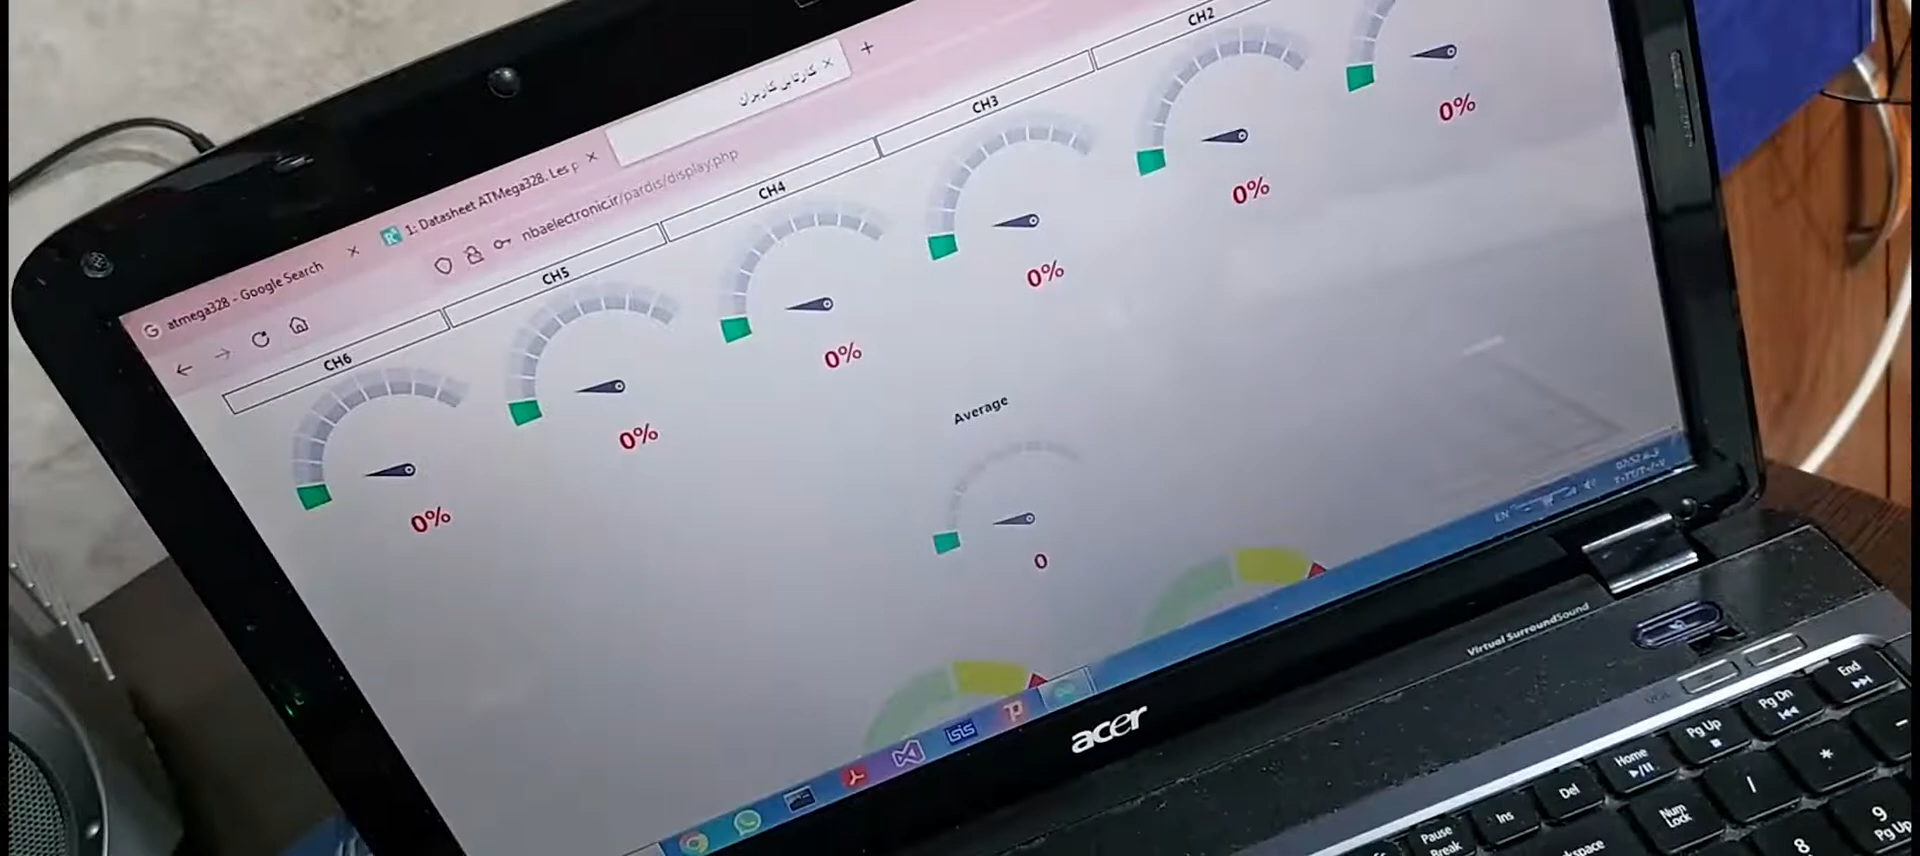 atmega328 - Google Search
1: Datasheet ATMega328. Les p
کارتابل کاربران
nbaelectronic.ir/pardis/display.php
CH6
CH5
CH4
CH3
CH2
0%
0%
0%
0%
0%
0%
Average
0
EN
isis
acer
Virtual SurroundSound
End
Pg Dn
Pg Up
Home
Del
Ins
Pause
Break
Num
Lock
/
*
-
8
9
Pg Up